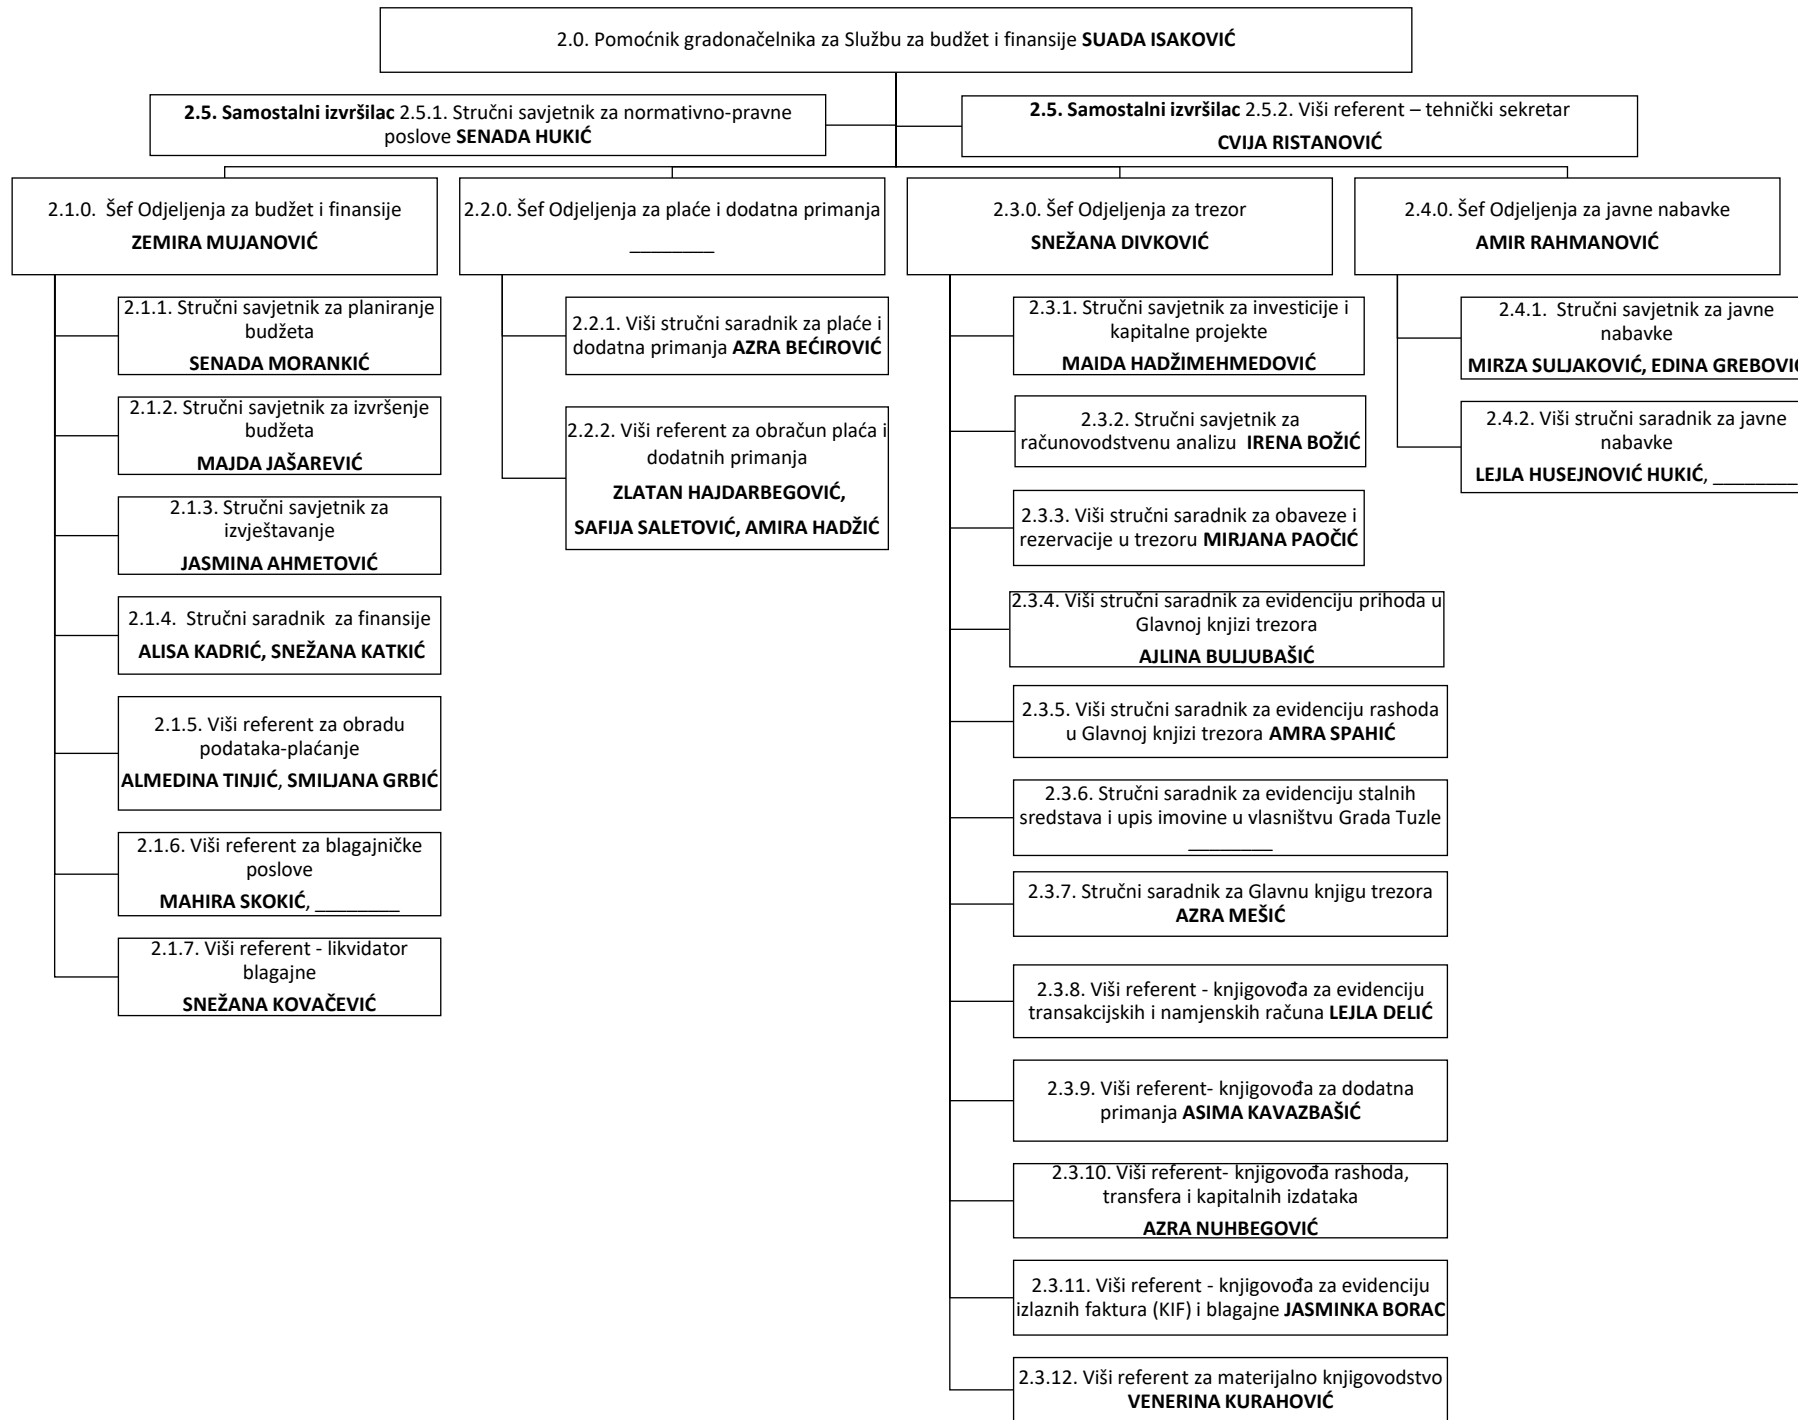 2.0. Pomoćnik gradonačelnika za Službu za budžet i finansije SUADA ISAKOVIĆ
2.5. Samostalni izvršilac 2.5.1. Stručni savjetnik za normativno-pravne
poslove SENADA HUKIĆ
2.5. Samostalni izvršilac 2.5.2. Viši referent – tehnički sekretar
CVIJA RISTANOVIĆ
2.1.0. Šef Odjeljenja za budžet i finansije
ZEMIRA MUJANOVIĆ
2.1.1. Stručni savjetnik za planiranje
budžeta
SENADA MORANKIĆ
2.1.2. Stručni savjetnik za izvršenje
budžeta
MAJDA JAŠAREVIĆ
2.1.3. Stručni savjetnik za
izvještavanje
JASMINA AHMETOVIĆ
2.1.4. Stručni saradnik za finansije
ALISA KADRIĆ, SNEŽANA KATKIĆ
2.1.5. Viši referent za obradu
podataka-plaćanje
ALMEDINA TINJIĆ, SMILJANA GRBIĆ
2.1.6. Viši referent za blagajničke
poslove
MAHIRA SKOKIĆ, ________
2.1.7. Viši referent - likvidator
blagajne
SNEŽANA KOVAČEVIĆ
2.2.0. Šef Odjeljenja za plaće i dodatna primanja
________
2.2.1. Viši stručni saradnik za plaće i
dodatna primanja AZRA BEĆIROVIĆ
2.2.2. Viši referent za obračun plaća i
dodatnih primanja
ZLATAN HAJDARBEGOVIĆ,
SAFIJA SALETOVIĆ, AMIRA HADŽIĆ
2.3.0. Šef Odjeljenja za trezor
SNEŽANA DIVKOVIĆ
2.3.1. Stručni savjetnik za investicije i
kapitalne projekte
MAIDA HADŽIMEHMEDOVIĆ
2.3.2. Stručni savjetnik za
računovodstvenu analizu IRENA BOŽIĆ
2.3.3. Viši stručni saradnik za obaveze i
rezervacije u trezoru MIRJANA PAOČIĆ
2.3.4. Viši stručni saradnik za evidenciju prihoda u
Glavnoj knjizi trezora
AJLINA BULJUBAŠIĆ
2.3.5. Viši stručni saradnik za evidenciju rashoda
u Glavnoj knjizi trezora AMRA SPAHIĆ
2.3.6. Stručni saradnik za evidenciju stalnih
sredstava i upis imovine u vlasništvu Grada Tuzle
________
2.3.7. Stručni saradnik za Glavnu knjigu trezora
AZRA MEŠIĆ
2.3.8. Viši referent - knjigovođa za evidenciju
transakcijskih i namjenskih računa LEJLA DELIĆ
2.3.9. Viši referent- knjigovođa za dodatna
primanja ASIMA KAVAZBAŠIĆ
2.3.10. Viši referent- knjigovođa rashoda,
transfera i kapitalnih izdataka
AZRA NUHBEGOVIĆ
2.3.11. Viši referent - knjigovođa za evidenciju
izlaznih faktura (KIF) i blagajne JASMINKA BORAC
2.3.12. Viši referent za materijalno knjigovodstvo
VENERINA KURAHOVIĆ
2.4.0. Šef Odjeljenja za javne nabavke
AMIR RAHMANOVIĆ
2.4.1. Stručni savjetnik za javne
nabavke
MIRZA SULJAKOVIĆ, EDINA GREBOVIĆ
2.4.2. Viši stručni saradnik za javne
nabavke
LEJLA HUSEJNOVIĆ HUKIĆ, ________